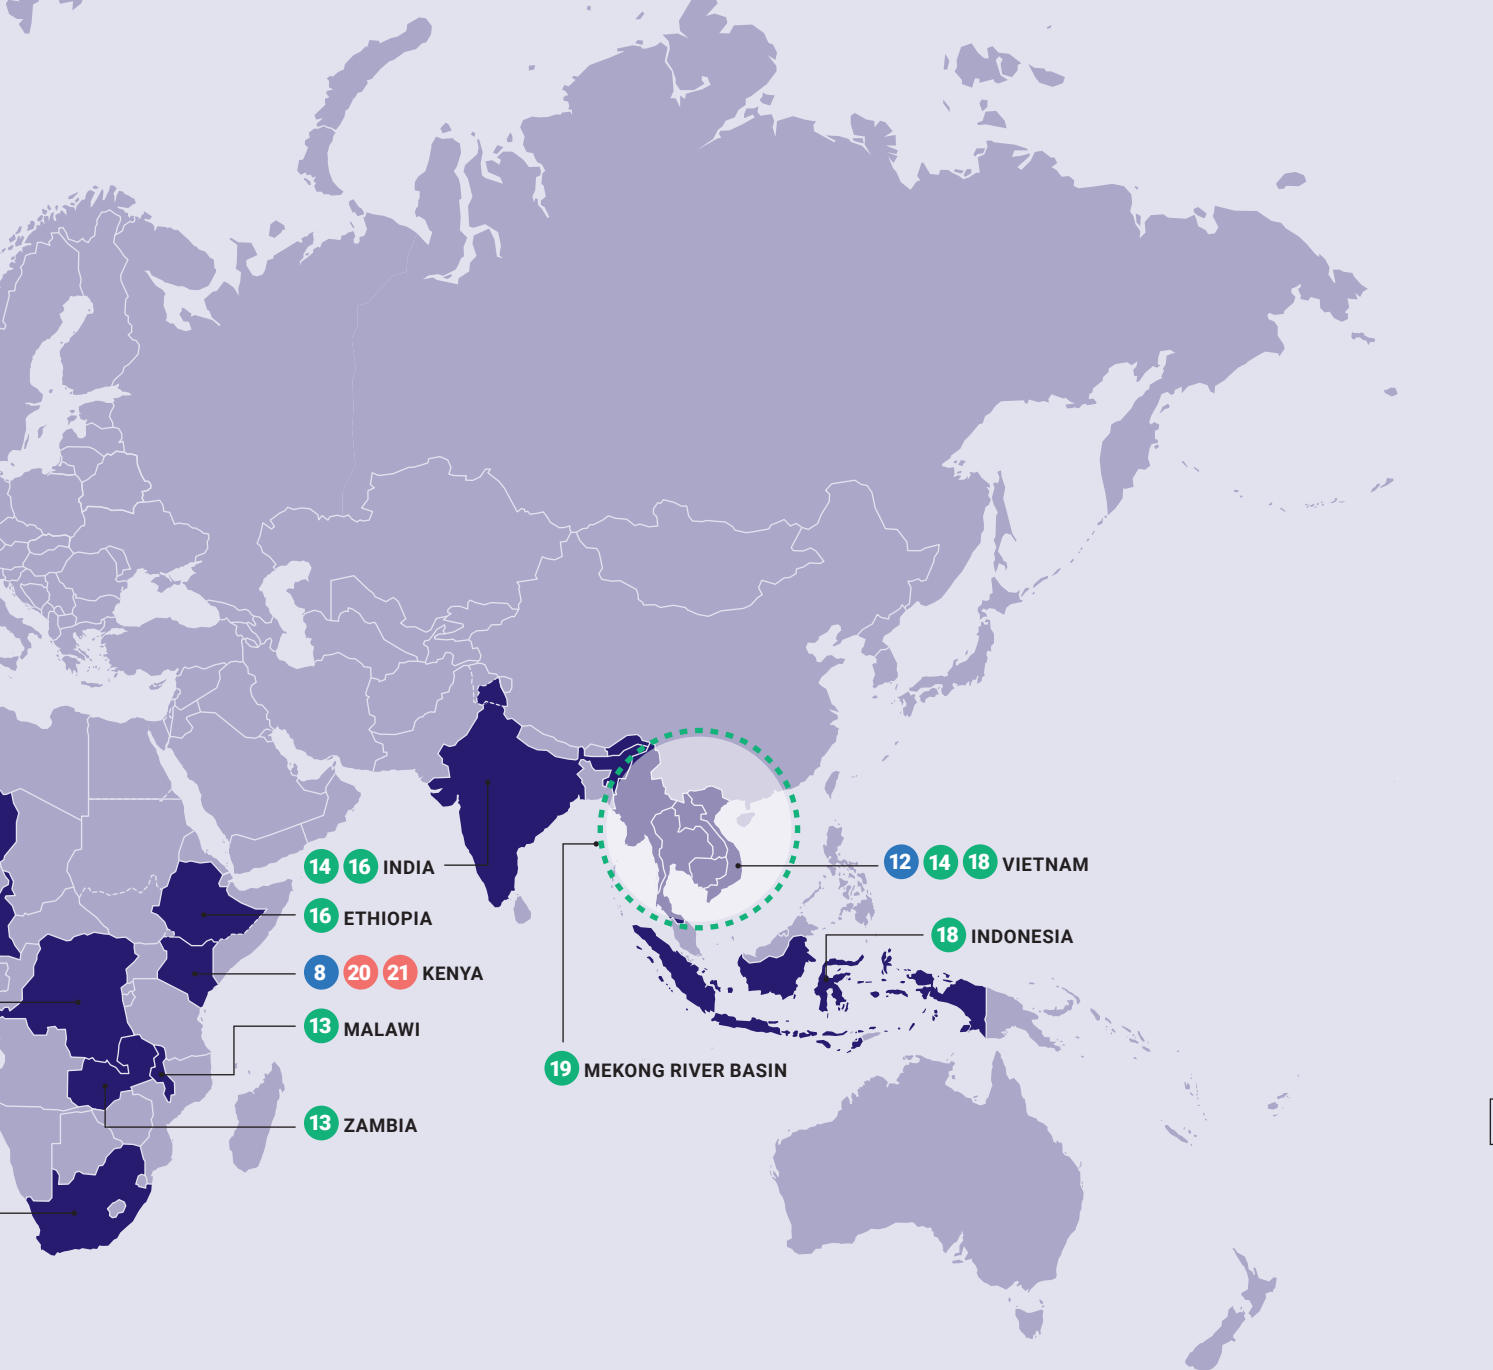 14 16 INDIA
12 14 18 VIETNAM
16 ETHIOPIA
18 INDONESIA
8 20 21 KENYA
13 MALAWI
19 MEKONG RIVER BASIN
13 ZAMBIA